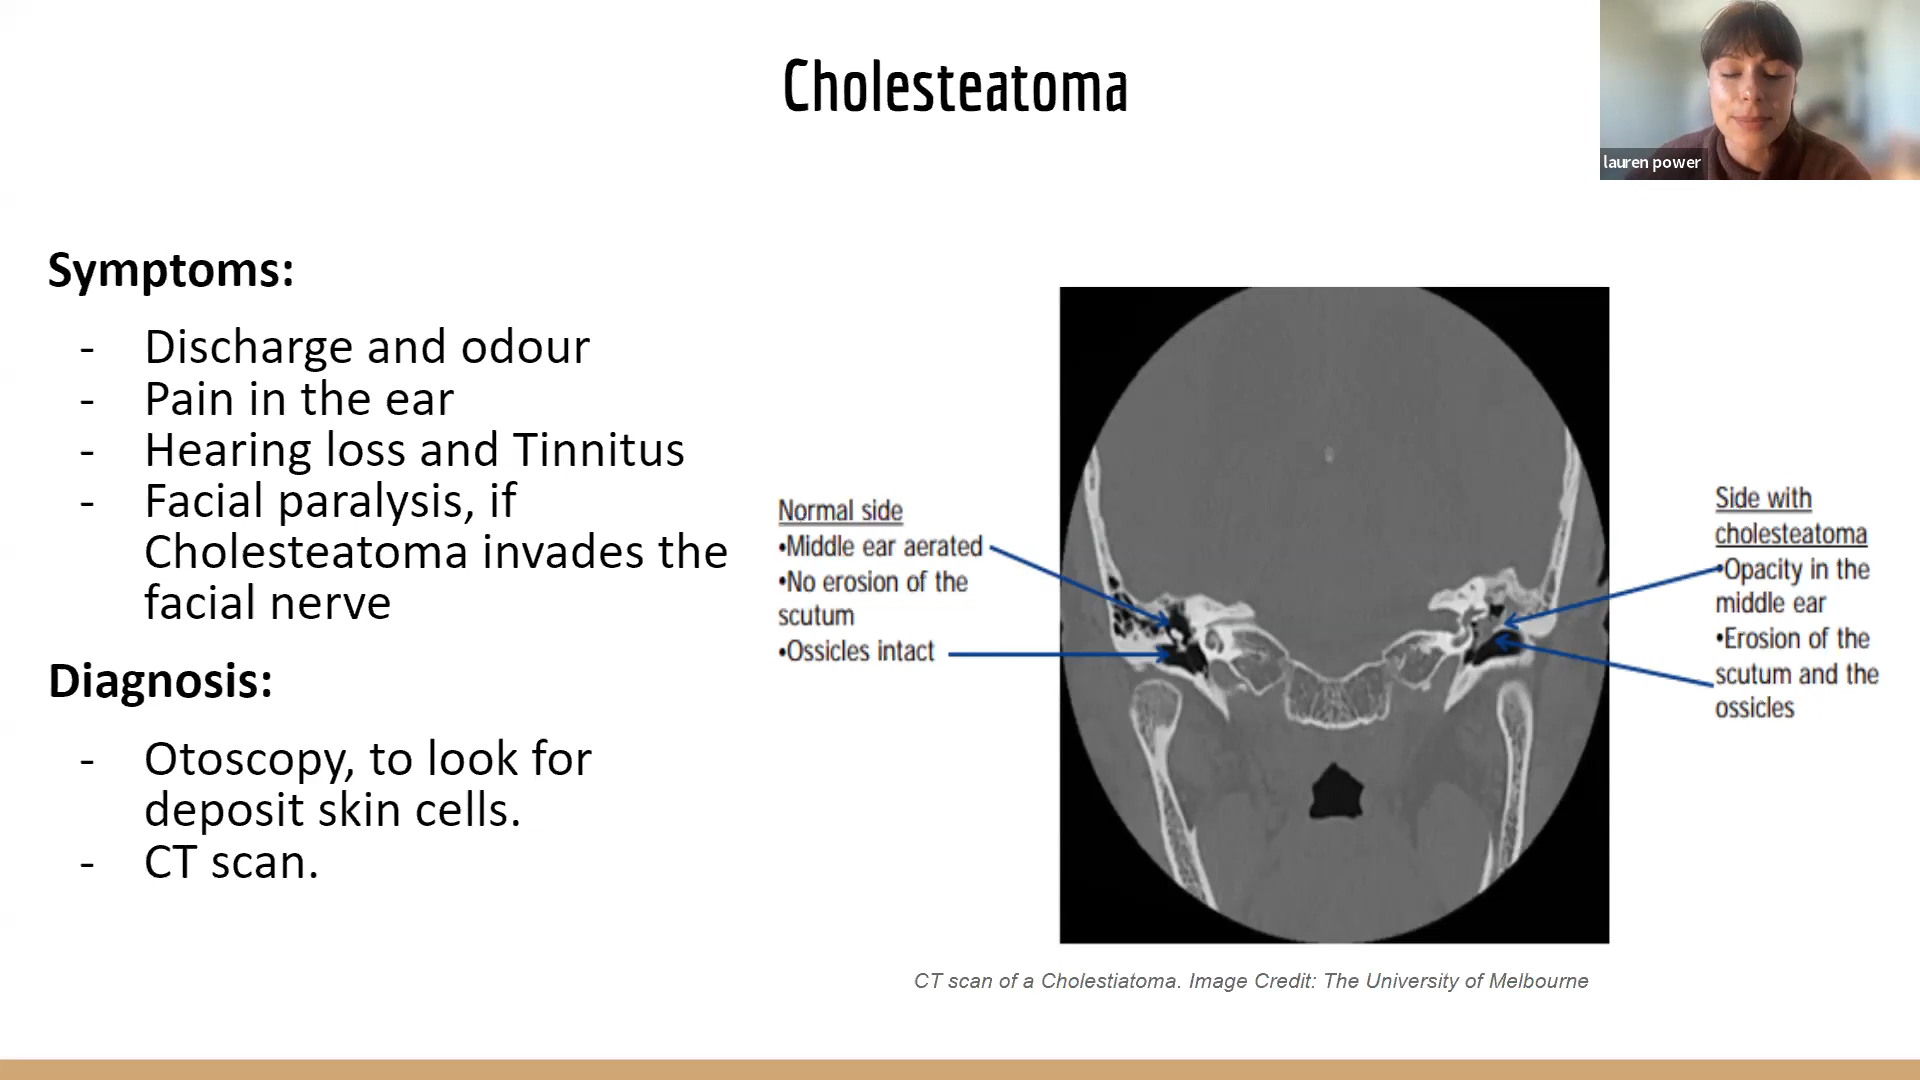 Cholesteatoma
lauren power
Symptoms:
- Discharge and odour
- Pain in the ear
- Hearing loss and Tinnitus
- Facial paralysis, if
Cholesteatoma invades the
facial nerve
Diagnosis:
- Otoscopy, to look for
deposit skin cells.
- CT scan.
Normal side
•Middle ear aerated
•No erosion of the
scutum
•Ossicles intact
Side with
cholesteatoma
•Opacity in the
middle ear
•Erosion of the
scutum and the
ossicles
CT scan of a Cholestiatoma. Image Credit: The University of Melbourne